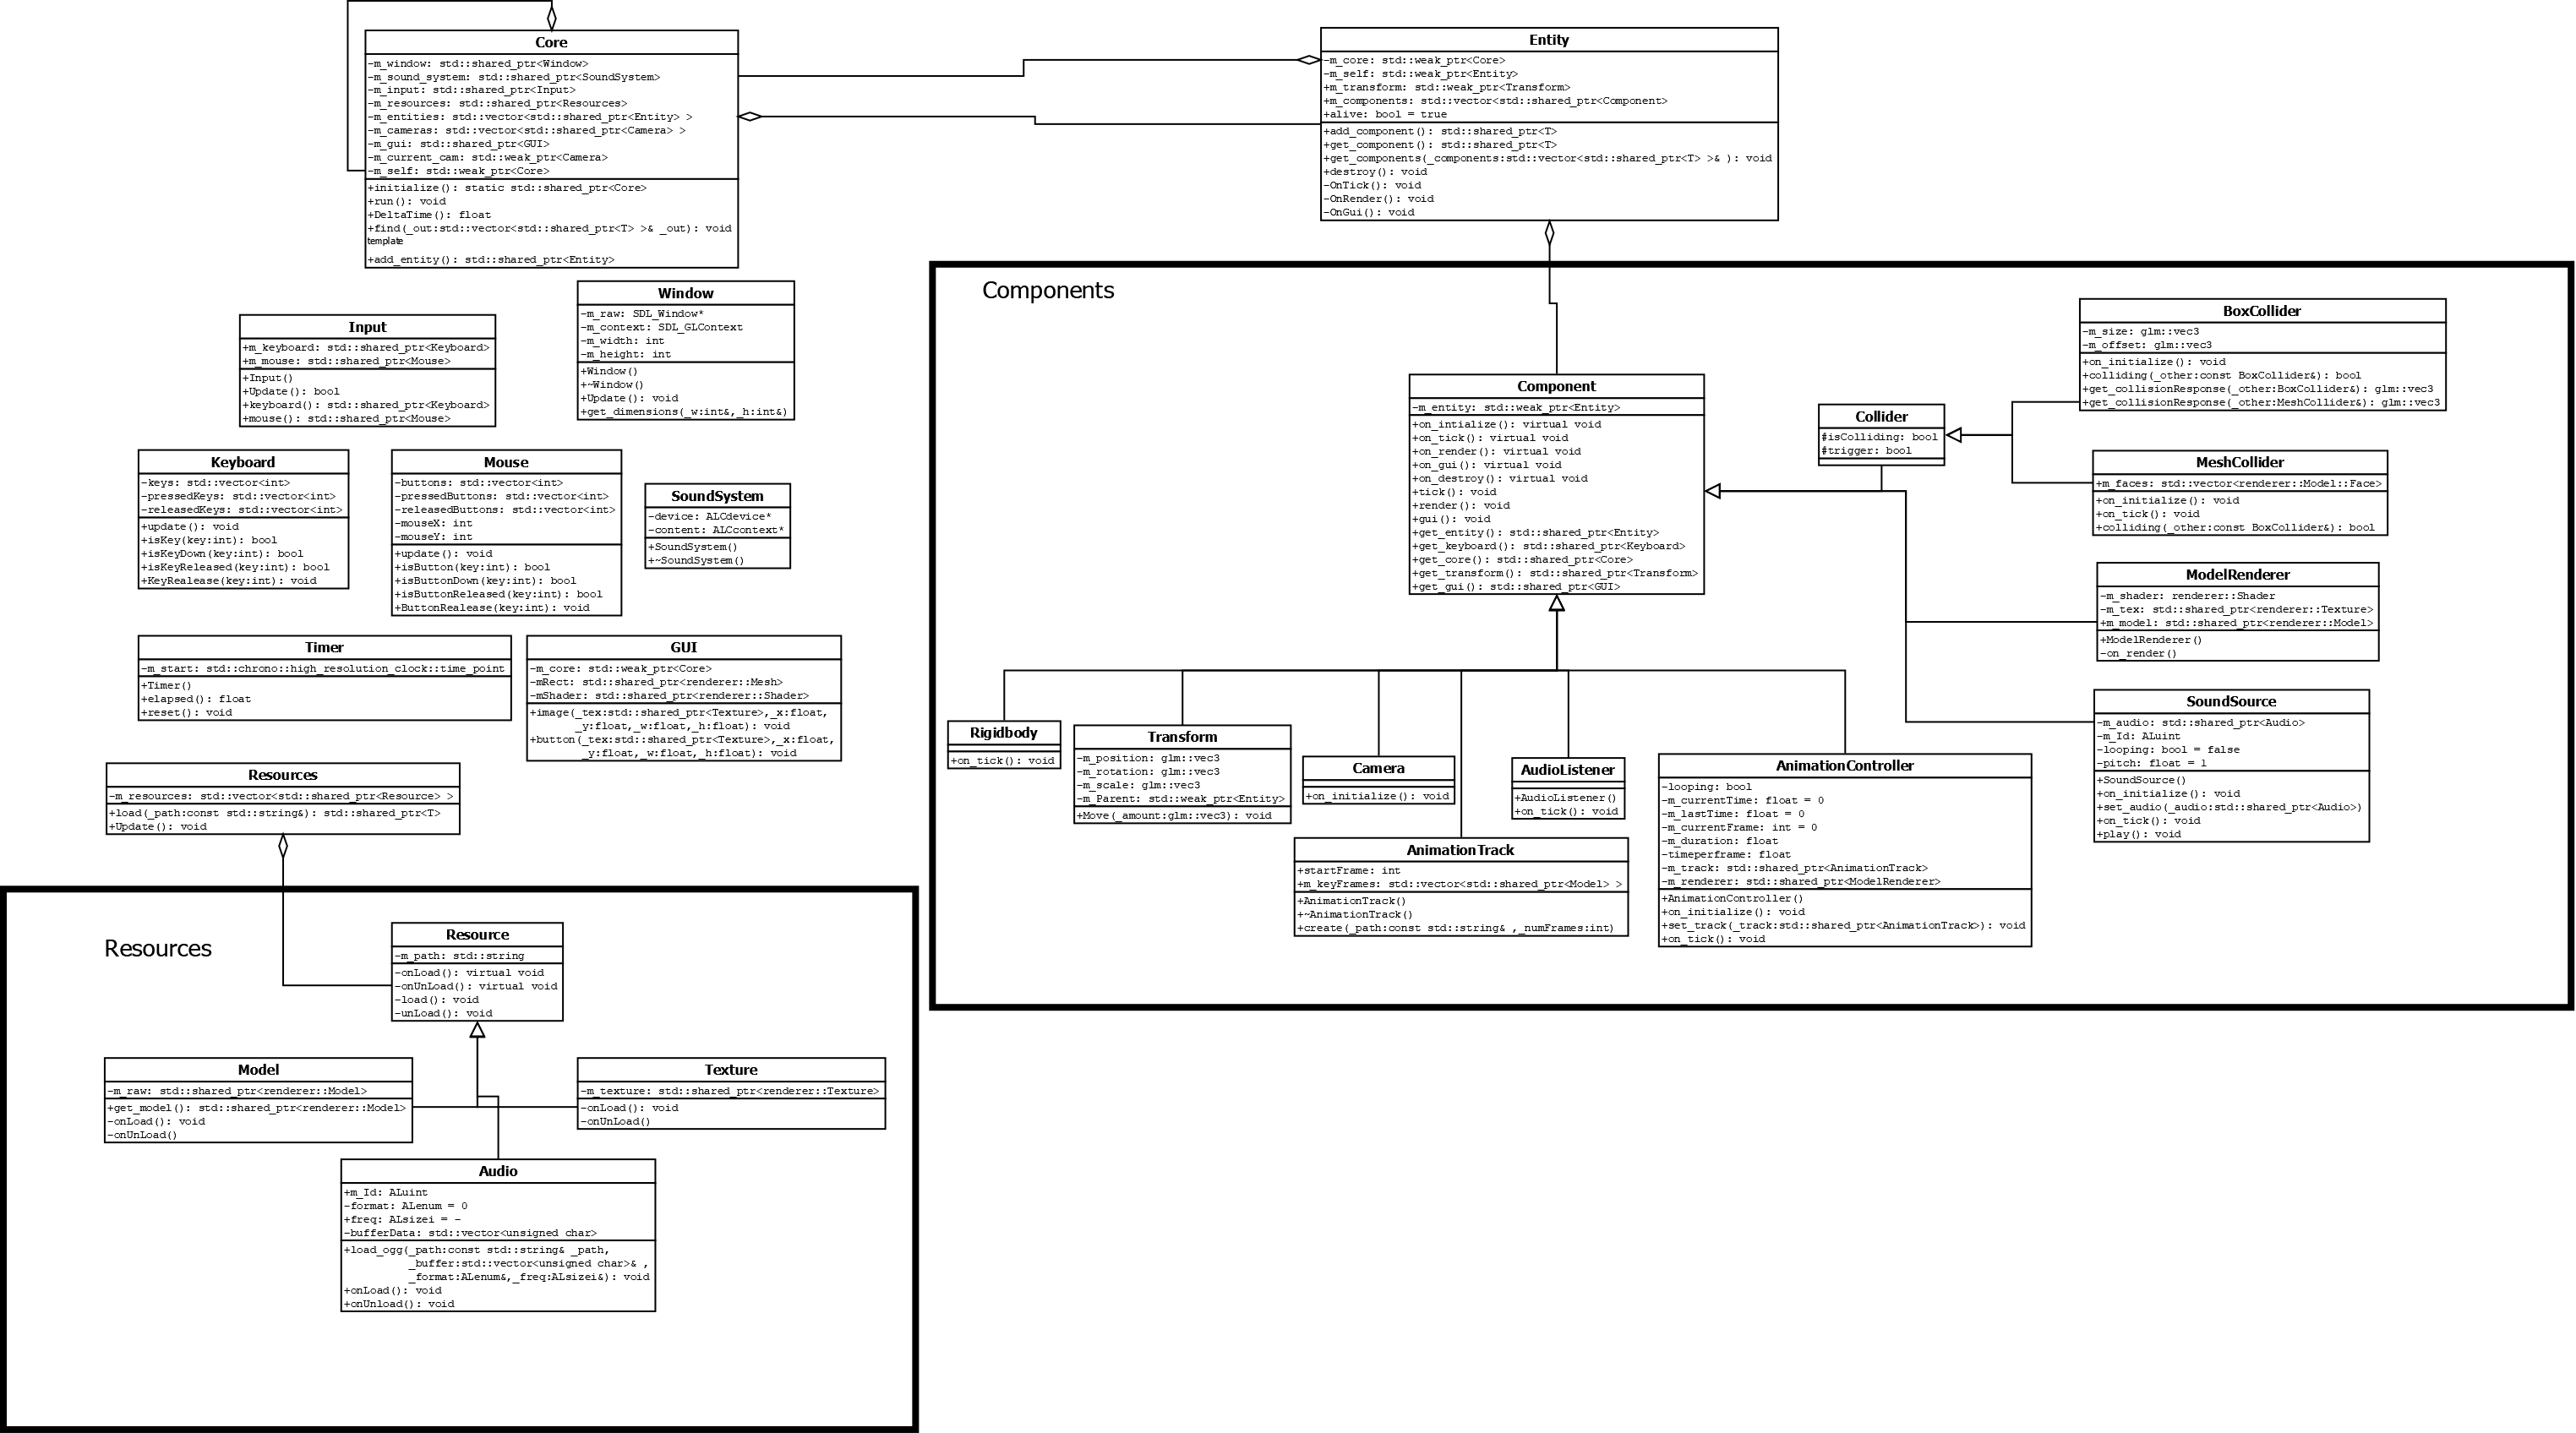 Core
-m_window: std::shared_ptr<Window>
-m_sound_system: std::shared_ptr<SoundSystem>
-m_input: std::shared_ptr<Input>
-m_resources: std::shared_ptr<Resources>
-m_entities: std::vector<std::shared_ptr<Entity> >
-m_cameras: std::vector<std::shared_ptr<Camera> >
-m_gui: std::shared_ptr<GUI>
-m_current_cam: std::weak_ptr<Camera>
-m_self: std::weak_ptr<Core>
+initialize(): static std::shared_ptr<Core>
+run(): void
+DeltaTime(): float
+find(_out:std::vector<std::shared_ptr<T> >& _out): void
template
+add_entity(): std::shared_ptr<Entity>
Entity
-m_core: std::weak_ptr<Core>
-m_self: std::weak_ptr<Entity>
+m_transform: std::weak_ptr<Transform>
+m_components: std::vector<std::shared_ptr<Component>
+alive: bool = true
+add_component(): std::shared_ptr<T>
+get_component(): std::shared_ptr<T>
+get_components(_components:std::vector<std::shared_ptr<T> >& ): void
+destroy(): void
-OnTick(): void
-OnRender(): void
-OnGui(): void
Window
-m_raw: SDL_Window*
-m_context: SDL_GLContext
-m_width: int
-m_height: int
+Window()
+~Window()
+Update(): void
+get_dimensions(_w:int&,_h:int&)
Input
+m_keyboard: std::shared_ptr<Keyboard>
+m_mouse: std::shared_ptr<Mouse>
+Input()
+Update(): bool
+keyboard(): std::shared_ptr<Keyboard>
+mouse(): std::shared_ptr<Mouse>
Keyboard
-keys: std::vector<int>
-pressedKeys: std::vector<int>
-releasedKeys: std::vector<int>
+update(): void
+isKey(key:int): bool
+isKeyDown(key:int): bool
+isKeyReleased(key:int): bool
+KeyRealease(key:int): void
Mouse
-buttons: std::vector<int>
-pressedButtons: std::vector<int>
-releasedButtons: std::vector<int>
-mouseX: int
-mouseY: int
+update(): void
+isButton(key:int): bool
+isButtonDown(key:int): bool
+isButtonReleased(key:int): bool
+ButtonRealease(key:int): void
SoundSystem
-device: ALCdevice*
-content: ALCcontext*
+SoundSystem()
+~SoundSystem()
Timer
-m_start: std::chrono::high_resolution_clock::time_point
+Timer()
+elapsed(): float
+reset(): void
GUI
-m_core: std::weak_ptr<Core>
-mRect: std::shared_ptr<renderer::Mesh>
-mShader: std::shared_ptr<renderer::Shader>
+image(_tex:std::shared_ptr<Texture>,_x:float,
_y:float,_w:float,_h:float): void
+button(_tex:std::shared_ptr<Texture>,_x:float,
_y:float,_w:float,_h:float): void
Resources
-m_resources: std::vector<std::shared_ptr<Resource> >
+load(_path:const std::string&): std::shared_ptr<T>
+Update(): void
Resources
Resource
-m_path: std::string
-onLoad(): virtual void
-onUnLoad(): virtual void
-load(): void
-unLoad(): void
Model
-m_raw: std::shared_ptr<renderer::Model>
+get_model(): std::shared_ptr<renderer::Model>
-onLoad(): void
-onUnLoad()
Texture
-m_texture: std::shared_ptr<renderer::Texture>
-onLoad(): void
-onUnLoad()
Audio
+m_Id: ALuint
-format: ALenum = 0
+freq: ALsizei = -
-bufferData: std::vector<unsigned char>
+load_ogg(_path:const std::string& _path,
_buffer:std::vector<unsigned char>& ,
_format:ALenum&,_freq:ALsizei&): void
+onLoad(): void
+onUnload(): void
Components
Component
-m_entity: std::weak_ptr<Entity>
+on_intialize(): virtual void
+on_tick(): virtual void
+on_render(): virtual void
+on_gui(): virtual void
+on_destroy(): virtual void
+tick(): void
+render(): void
+gui(): void
+get_entity(): std::shared_ptr<Entity>
+get_keyboard(): std::shared_ptr<Keyboard>
+get_core(): std::shared_ptr<Core>
+get_transform(): std::shared_ptr<Transform>
+get_gui(): std::shared_ptr<GUI>
Collider
#isColliding: bool
#trigger: bool
BoxCollider
-m_size: glm::vec3
-m_offset: glm::vec3
+on_initialize(): void
+colliding(_other:const BoxCollider&): bool
+get_collisionResponse(_other:BoxCollider&): glm::vec3
+get_collisionResponse(_other:MeshCollider&): glm::vec3
MeshCollider
+m_faces: std::vector<renderer::Model::Face>
+on_initialize(): void
+on_tick(): void
+colliding(_other:const BoxCollider&): bool
ModelRenderer
-m_shader: renderer::Shader
-m_tex: std::shared_ptr<renderer::Texture>
+m_model: std::shared_ptr<renderer::Model>
+ModelRenderer()
-on_render()
SoundSource
-m_audio: std::shared_ptr<Audio>
-m_Id: ALuint
-looping: bool = false
-pitch: float = 1
+SoundSource()
+on_initialize(): void
+set_audio(_audio:std::shared_ptr<Audio>)
+on_tick(): void
+play(): void
Rigidbody
+on_tick(): void
Transform
-m_position: glm::vec3
-m_rotation: glm::vec3
-m_scale: glm::vec3
-m_Parent: std::weak_ptr<Entity>
+Move(_amount:glm::vec3): void
Camera
+on_initialize(): void
AudioListener
+AudioListener()
+on_tick(): void
AnimationTrack
+startFrame: int
+m_keyFrames: std::vector<std::shared_ptr<Model> >
+AnimationTrack()
+~AnimationTrack()
+create(_path:const std::string& ,_numFrames:int)
AnimationController
-looping: bool
-m_currentTime: float = 0
-m_lastTime: float = 0
-m_currentFrame: int = 0
-m_duration: float
-timeperframe: float
-m_track: std::shared_ptr<AnimationTrack>
-m_renderer: std::shared_ptr<ModelRenderer>
+AnimationController()
+on_initialize(): void
+set_track(_track:std::shared_ptr<AnimationTrack>): void
+on_tick(): void